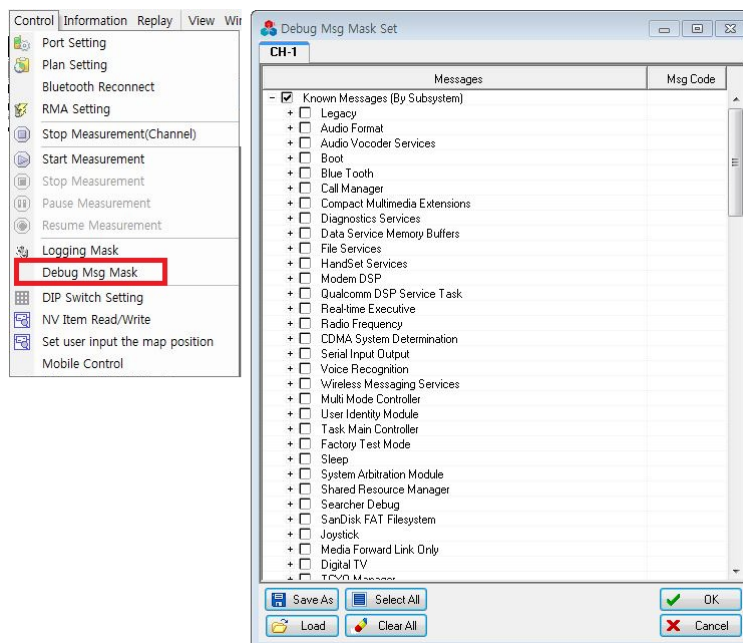 Control Information Replay View Wir
Port Setting
Plan Setting
Bluetooth Reconnect
RMA Setting
Stop Measurement(Channel)
Start Measurement
Stop Measurement
Pause Measurement
Resume Measurement
Logging Mask
Debug Msg Mask
DIP Switch Setting
NV Item Read/Write
Set user input the map position
Mobile Control
Debug Msg Mask Set
CH-1
Messages Msg Code
Known Messages (By Subsystem)
Legacy
Audio Format
Audio Vocoder Services
Boot
Blue Tooth
Call Manager
Compact Multimedia Extensions
Diagnostics Services
Data Service Memory Buffers
File Services
HandSet Services
Modem DSP
Qualcomm DSP Service Task
Real-time Executive
Radio Frequency
CDMA System Determination
Serial Input Output
Voice Recognition
Wireless Messaging Services
Multi Mode Controller
User Identity Module
Task Main Controller
Factory Test Mode
Sleep
System Arbitration Module
Shared Resource Manager
Searcher Debug
SanDisk FAT Filesystem
Joystick
Media Forward Link Only
Digital TV
TCXO Manager
Save As Select All OK
Load Clear All Cancel